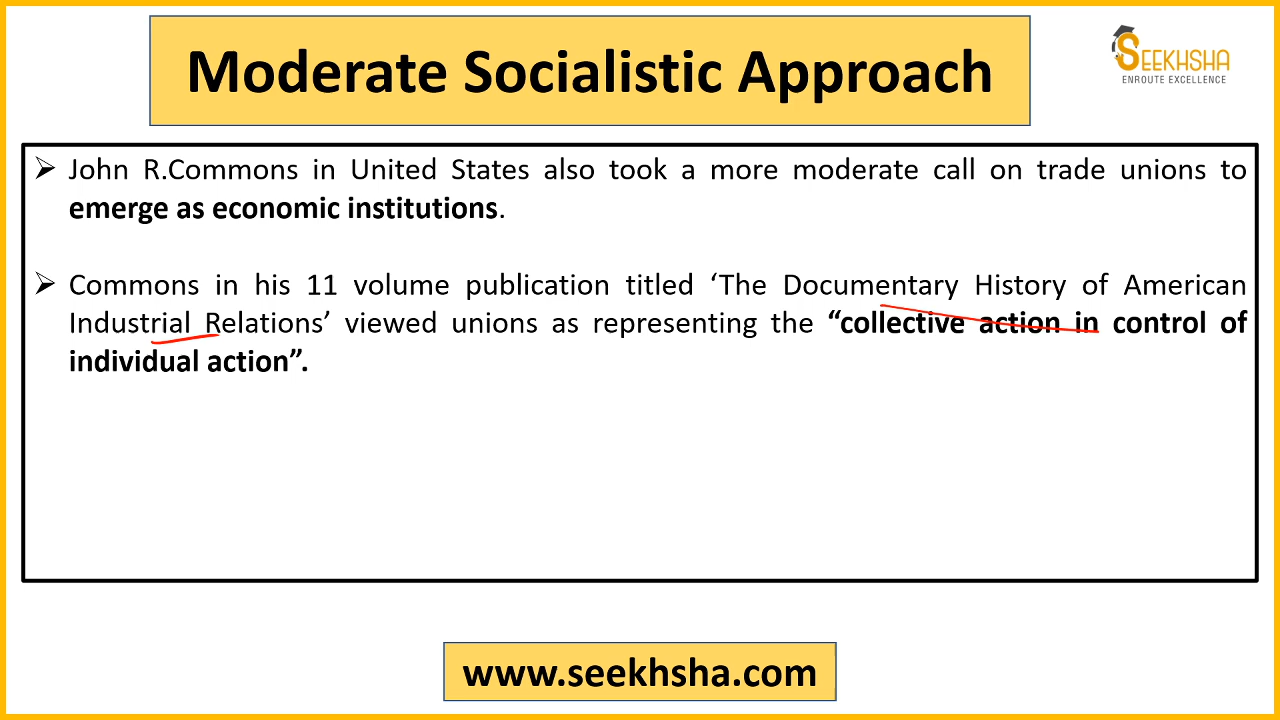 Moderate Socialistic Approach
SEEKHSHA
ENROUTE EXCELLENCE
➢ John R.Commons in United States also took a more moderate call on trade unions to
emerge as economic institutions.
➢ Commons in his 11 volume publication titled ‘The Documentary History of American
Industrial Relations’ viewed unions as representing the “collective action in control of
individual action”.
www.seekhsha.com